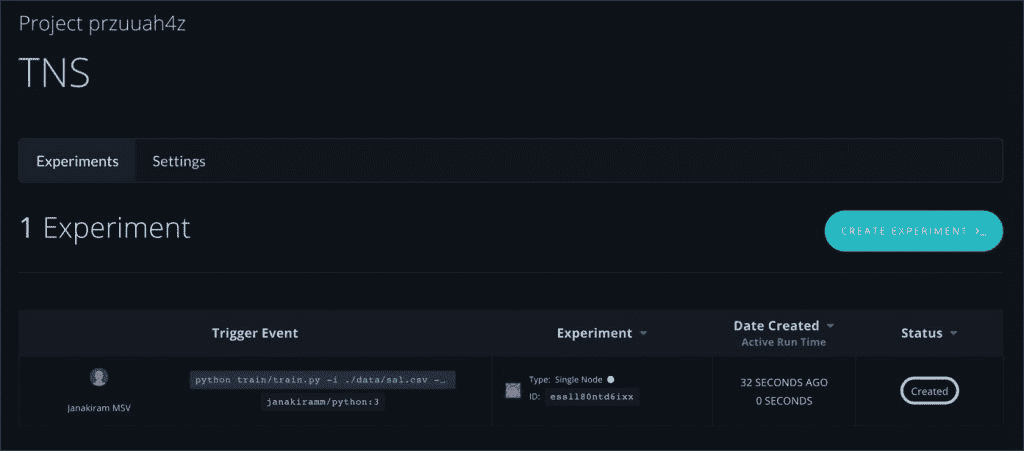 Project przuuah4z
TNS
Experiments Settings
1 Experiment
CREATE EXPERIMENT >_
Trigger Event Experiment Date Created Status
Active Run Time
python train/train.py -i ./data/sal.csv -…
janakiramm/python:3
Janakiram MSV
Type: Single Node
ID: essll80ntd6ixx
32 SECONDS AGO
0 SECONDS
Created